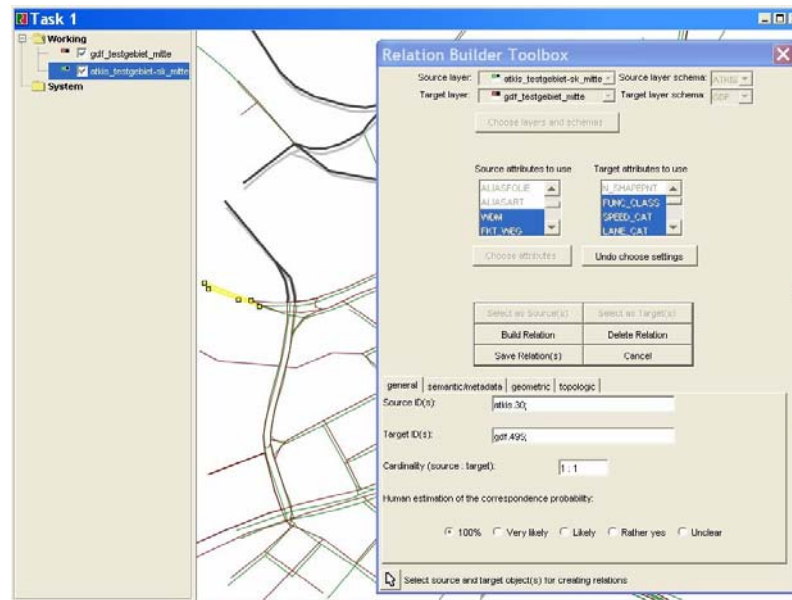 Task 1
Working
gdf_testgebiet_mitte
atkis_testgebiet-sk_mitte
System
Relation Builder Toolbox
Source layer: atkis_testgebiet-sk_mitte Source layer schema: ATKIS
Target layer: gdf_testgebiet_mitte Target layer schema: GDF
Choose layers and schemas
Source attributes to use Target attributes to use
ALIASFOLIE N_SHAPEPNT
ALIASART FUNC_CLASS
WDM SPEED_CAT
FKT_WEG LANE_CAT
Choose attributes Undo choose settings
Select as Source(s) Select as Target(s)
Build Relation Delete Relation
Save Relation(s) Cancel
general semantic/metadata geometric topologic
Source ID(s): atkis.30;
Target ID(s): gdf.495;
Cardinality (source : target): 1 : 1
Human estimation of the correspondence probability:
100% Very likely Likely Rather yes Unclear
Select source and target object(s) for creating relations